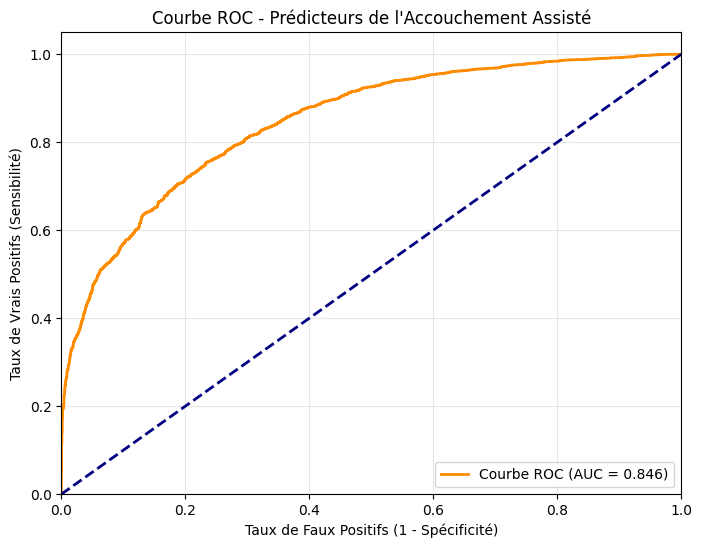 Courbe ROC - Prédicteurs de l'Accouchement Assisté
Taux de Vrais Positifs (Sensibilité)
1.0
0.8
0.6
0.4
0.2
0.0
0.0 0.2 0.4 0.6 0.8 1.0
Courbe ROC (AUC = 0.846)
Taux de Faux Positifs (1 - Spécificité)